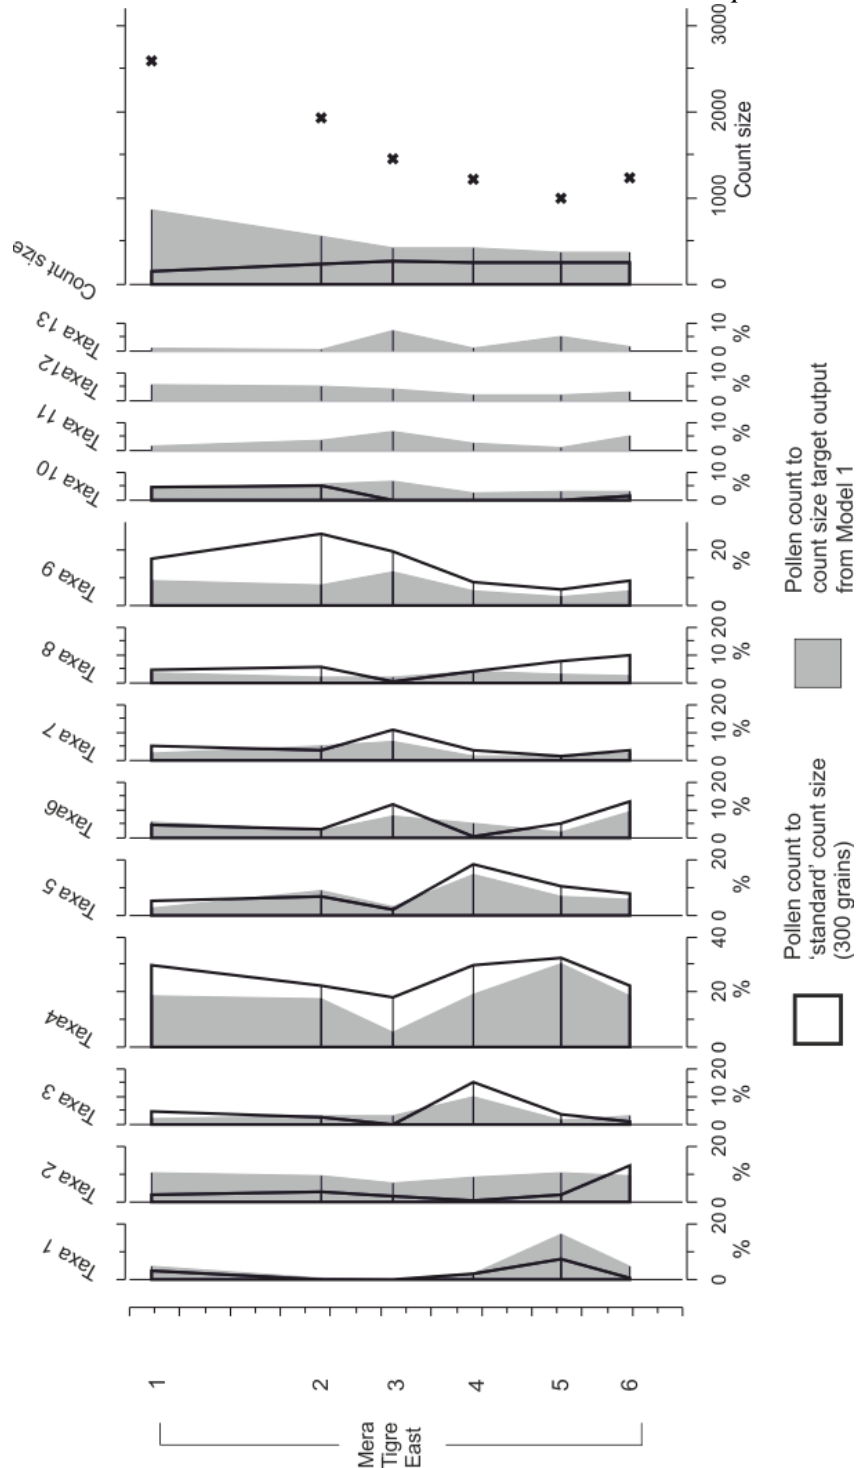 Taxa 1
Taxa 2
Taxa 3
Taxa4
Taxa 5
Taxa6
Taxa 7
Taxa 8
Taxa 9
Taxa 10
Taxa 11
Taxa12
Taxa 13
Count size
Mera
Tigre
East
1
2
3
4
5
6
0 20 0 20 0 10 20 0 20 40 0 20 0 10 20 0 10 20 0 10 20 0 20 0 10 0 10 0 10 0 10 0 1000 2000 3000
% % % % % % % % % % % % % Count size
Pollen count to
'standard' count size
(300 grains)
Pollen count to
count size target output
from Model 1